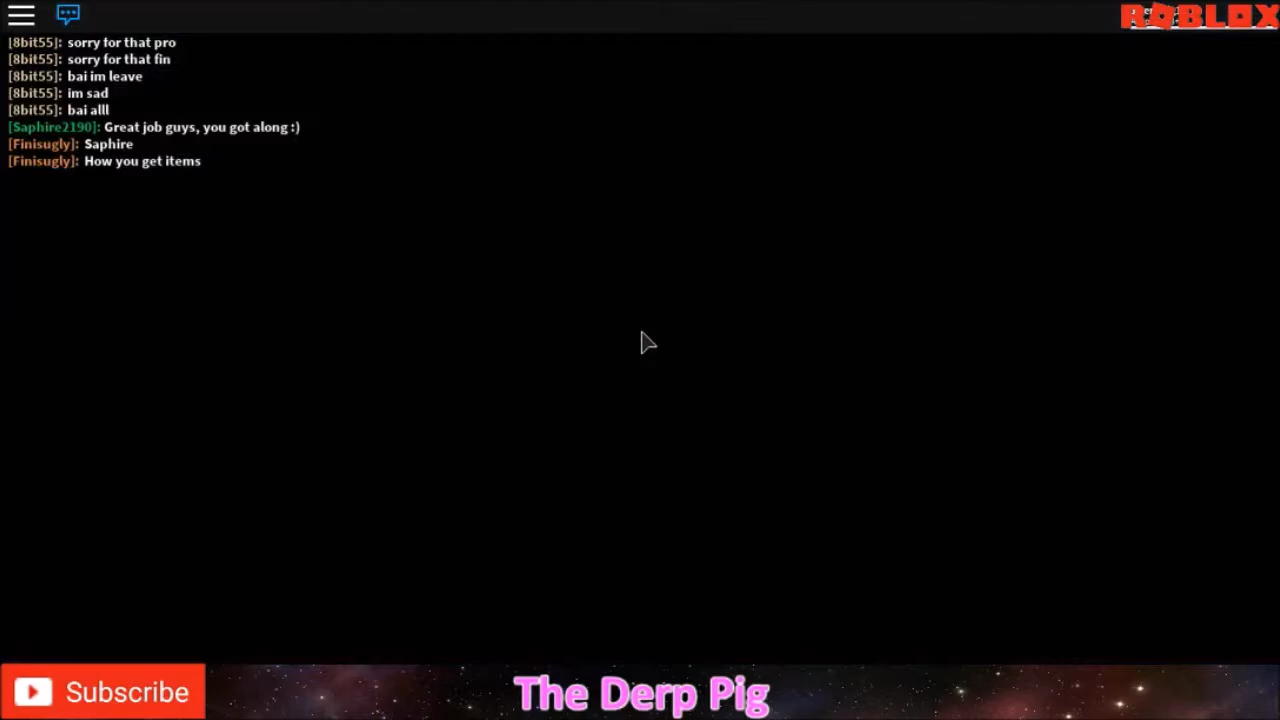 ROBLOX
[8bit55]: sorry for that pro
[8bit55]: sorry for that fin
[8bit55]: bai im leave
[8bit55]: im sad
[8bit55]: bai alll
[Saphire2190]: Great job guys, you got along :)
[Finisugly]: Saphire
[Finisugly]: How you get items
Subscribe
The Derp Pig